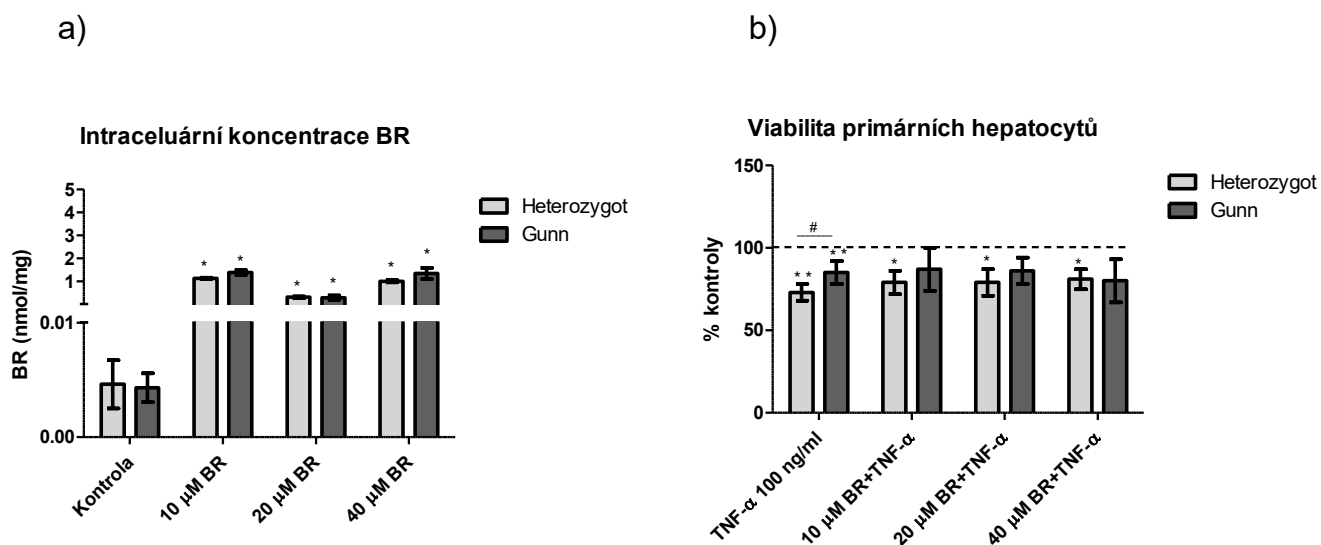 a)
Intraceluární koncentrace BR
BR (nmol/mg)
5
4
3
2
1
0.01
0.00
* * * * * *
Kontrola
10 µM BR
20 µM BR
40 µM BR
Heterozygot
Gunn
b)
Viabilita primárních hepatocytů
% kontroly
150
100
50
0
#
** ** * * *
TNF-α 100 ng/ml
10 µM BR+TNF-α
20 µM BR+TNF-α
40 µM BR+TNF-α
Heterozygot
Gunn